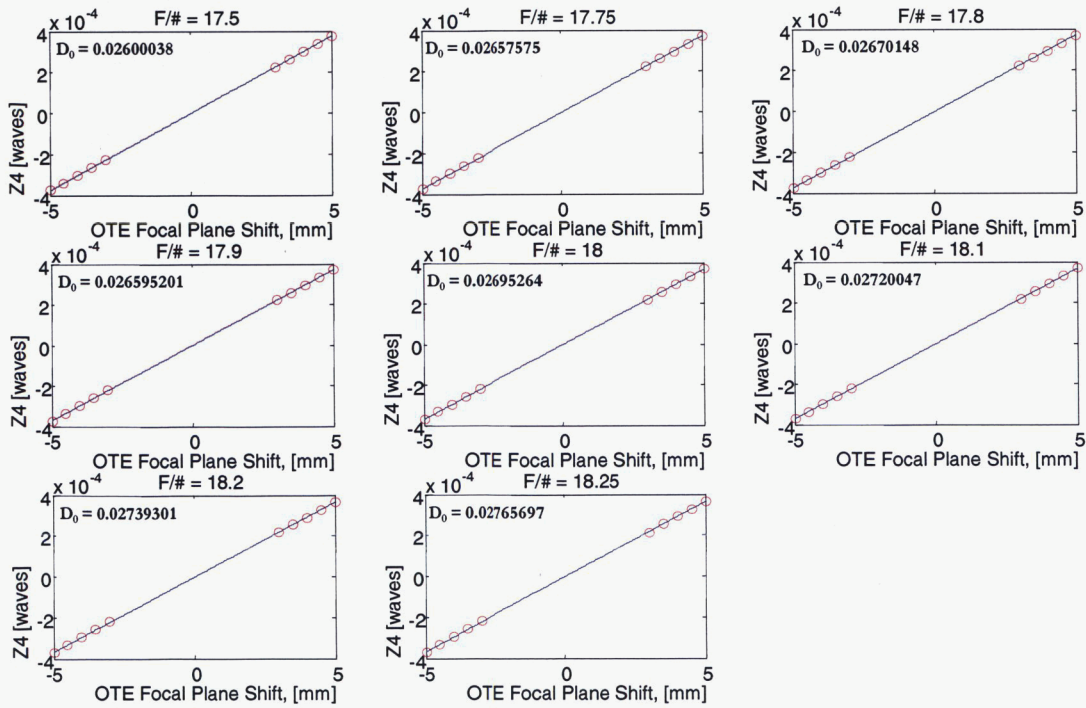 x 10⁻⁴ F/# = 17.5
D₀ = 0.02600038
4
2
0
-2
-4
Z4 [waves]
-5 0 5
OTE Focal Plane Shift, [mm]
x 10⁻⁴ F/# = 17.75
D₀ = 0.02657575
4
2
0
-2
-4
Z4 [waves]
-5 0 5
OTE Focal Plane Shift, [mm]
x 10⁻⁴ F/# = 17.8
D₀ = 0.02670148
4
2
0
-2
-4
Z4 [waves]
-5 0 5
OTE Focal Plane Shift, [mm]
x 10⁻⁴ F/# = 17.9
D₀ = 0.026595201
4
2
0
-2
-4
Z4 [waves]
-5 0 5
OTE Focal Plane Shift, [mm]
x 10⁻⁴ F/# = 18
D₀ = 0.02695264
4
2
0
-2
-4
Z4 [waves]
-5 0 5
OTE Focal Plane Shift, [mm]
x 10⁻⁴ F/# = 18.1
D₀ = 0.02720047
4
2
0
-2
-4
Z4 [waves]
-5 0 5
OTE Focal Plane Shift, [mm]
x 10⁻⁴ F/# = 18.2
D₀ = 0.02739301
4
2
0
-2
-4
Z4 [waves]
-5 0 5
OTE Focal Plane Shift, [mm]
x 10⁻⁴ F/# = 18.25
D₀ = 0.02765697
4
2
0
-2
-4
Z4 [waves]
-5 0 5
OTE Focal Plane Shift, [mm]